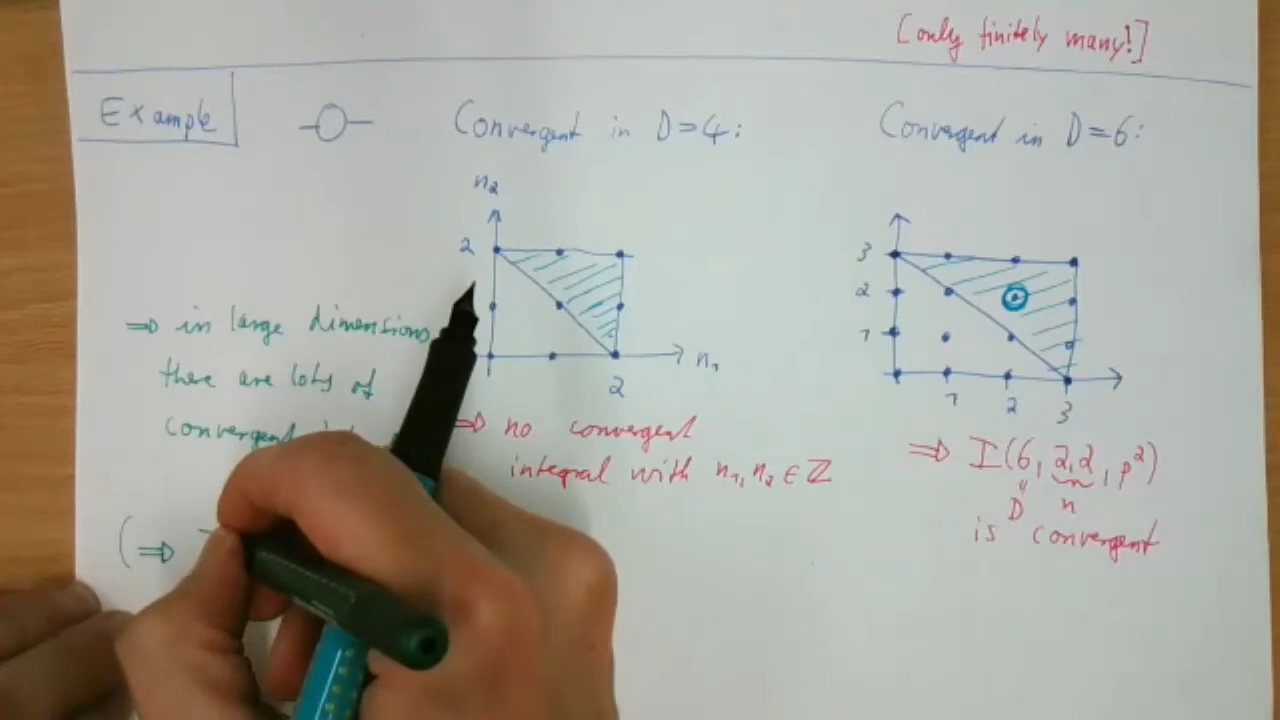 [only finitely many!]
Example
Convergent in D=4:
Convergent in D=6:
n₂
2
n₁
2
3
2
1
1
2
3
⇒ in large dimensions
there are lots of
convergent
⇒ no convergent
integral with n₁, n₂ ∈ ℤ
⇒ I(6, 2,2, p²)
D n
is convergent
(⇒